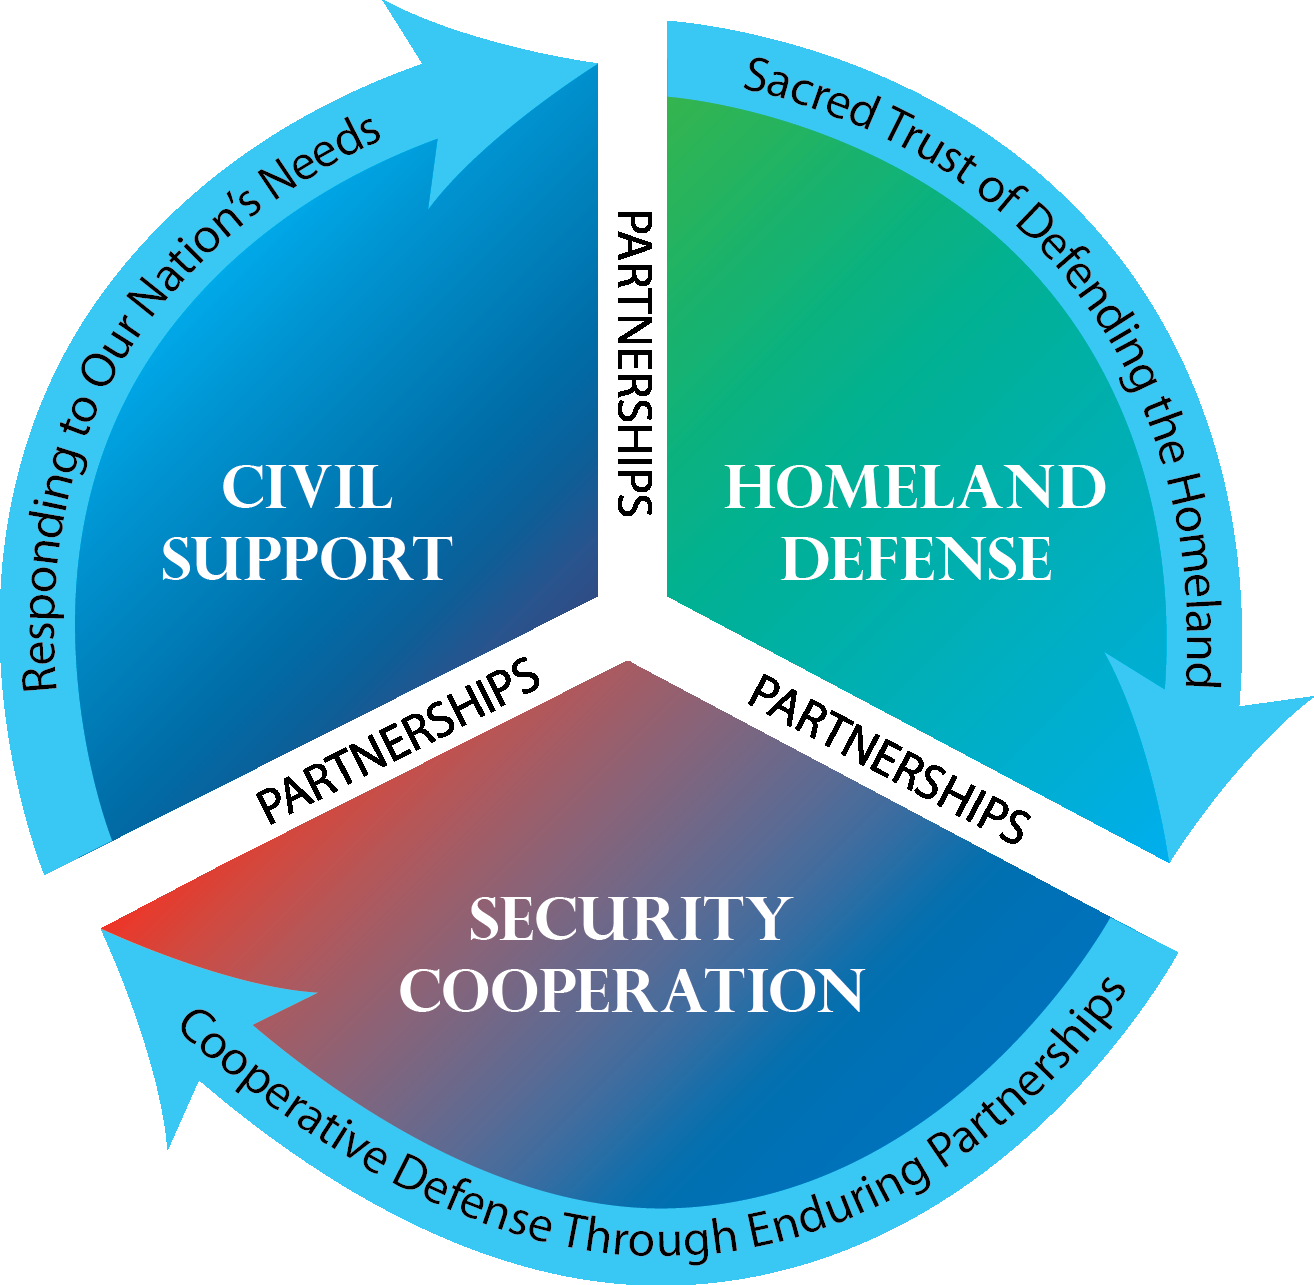 Responding to Our Nation's Needs
Sacred Trust of Defending the Homeland
PARTNERSHIPS
CIVIL
SUPPORT
HOMELAND
DEFENSE
PARTNERSHIPS
PARTNERSHIPS
SECURITY
COOPERATION
Cooperative Defense Through Enduring Partnerships